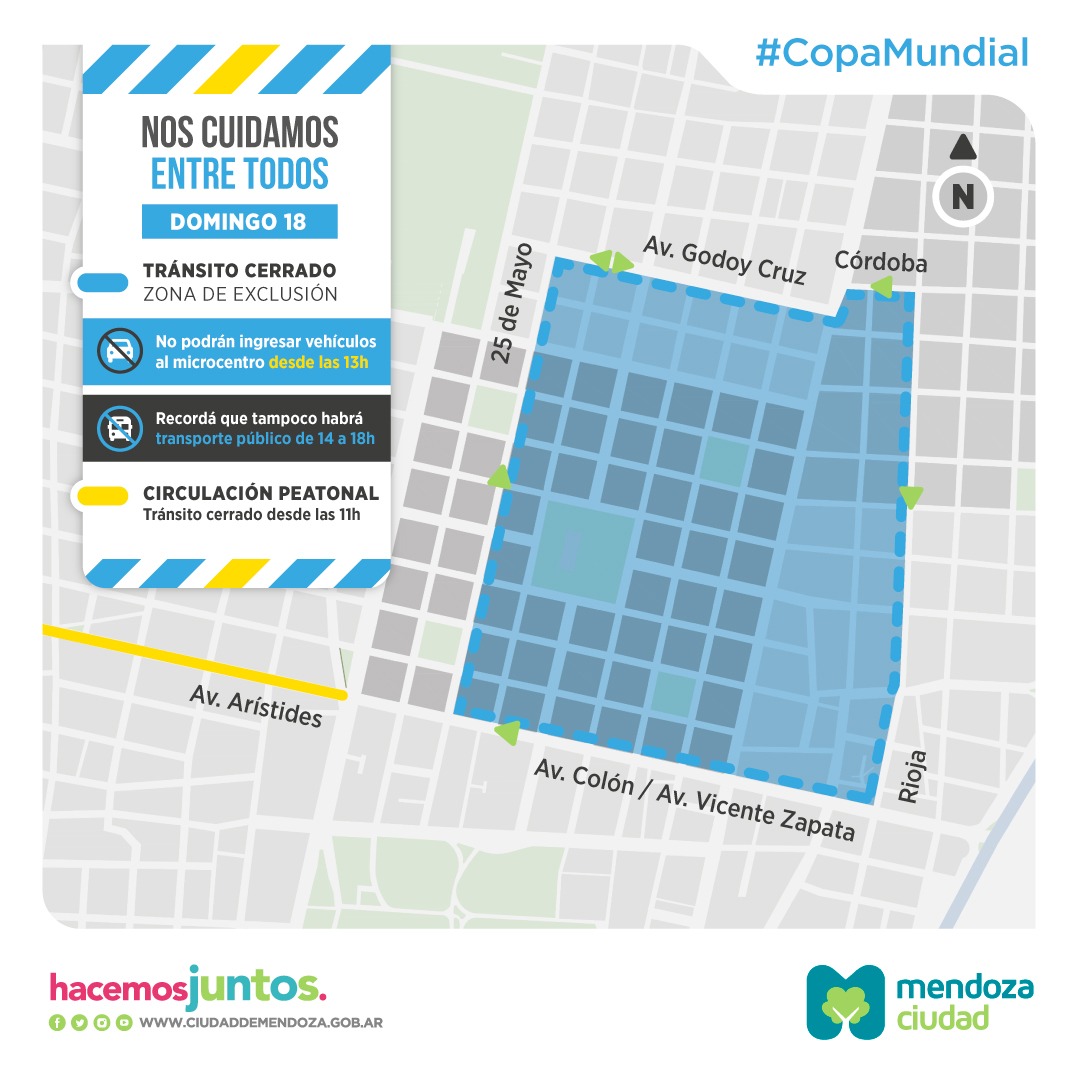 #CopaMundial
NOS CUIDAMOS
ENTRE TODOS
DOMINGO 18
TRÁNSITO CERRADO
ZONA DE EXCLUSIÓN
No podrán ingresar vehículos
al microcentro desde las 13h
Recordá que tampoco habrá
transporte público de 14 a 18h
CIRCULACIÓN PEATONAL
Tránsito cerrado desde las 11h
N
Av. Godoy Cruz
Córdoba
25 de Mayo
Av. Arístides
Av. Colón / Av. Vicente Zapata
Rioja
hacemosjuntos.
WWW.CIUDADDEMENDOZA.GOB.AR
mendoza
ciudad